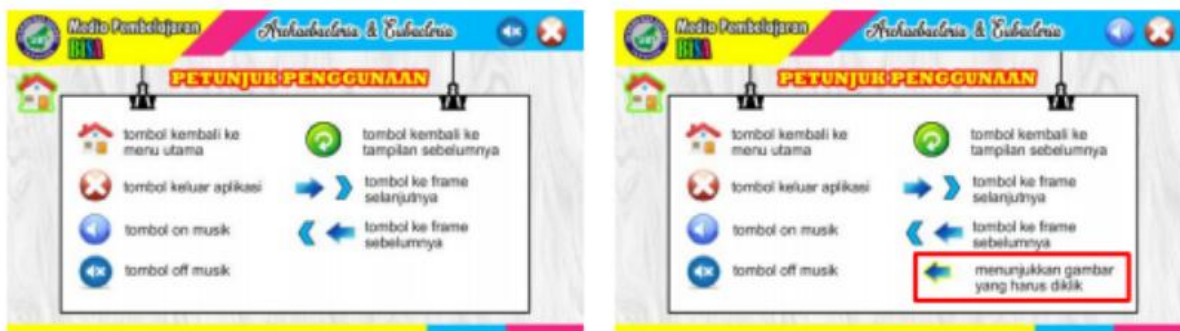 Media Pembelajaran
BISA
Archaebacteria & Eubacteria
PETUNJUK PENGGUNAAN
tombol kembali ke
menu utama
tombol keluar aplikasi
tombol on musik
tombol off musik
tombol kembali ke
tampilan sebelumnya
tombol ke frame
selanjutnya
tombol ke frame
sebelumnya
Media Pembelajaran
BISA
Archaebacteria & Eubacteria
PETUNJUK PENGGUNAAN
tombol kembali ke
menu utama
tombol keluar aplikasi
tombol on musik
tombol off musik
tombol kembali ke
tampilan sebelumnya
tombol ke frame
selanjutnya
tombol ke frame
sebelumnya
menunjukkan gambar
yang harus diklik